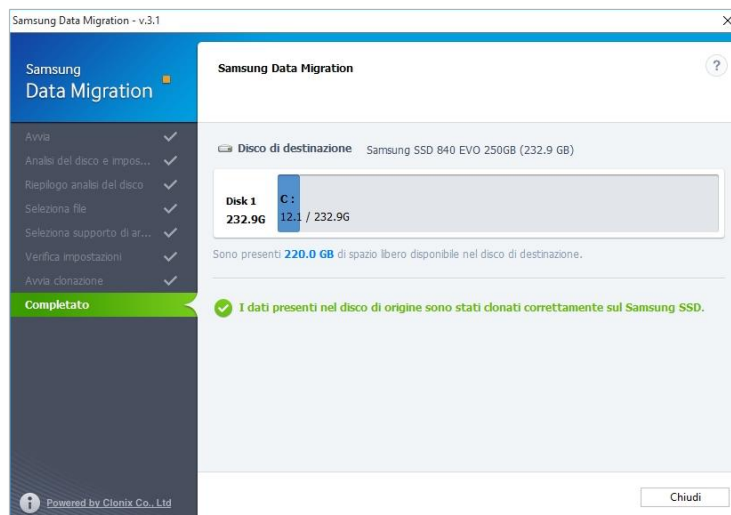 Samsung Data Migration - v.3.1
Samsung
Data Migration
Samsung Data Migration
?
Avvia
Analisi del disco e impos...
Riepilogo analisi del disco
Seleziona file
Seleziona supporto di ar...
Verifica impostazioni
Avvia clonazione
Completato
Disco di destinazione Samsung SSD 840 EVO 250GB (232.9 GB)
Disk 1
232.9G
C :
12.1 / 232.9G
Sono presenti 220.0 GB di spazio libero disponibile nel disco di destinazione.
I dati presenti nel disco di origine sono stati clonati correttamente sul Samsung SSD.
Powered by Clonix Co., Ltd
Chiudi